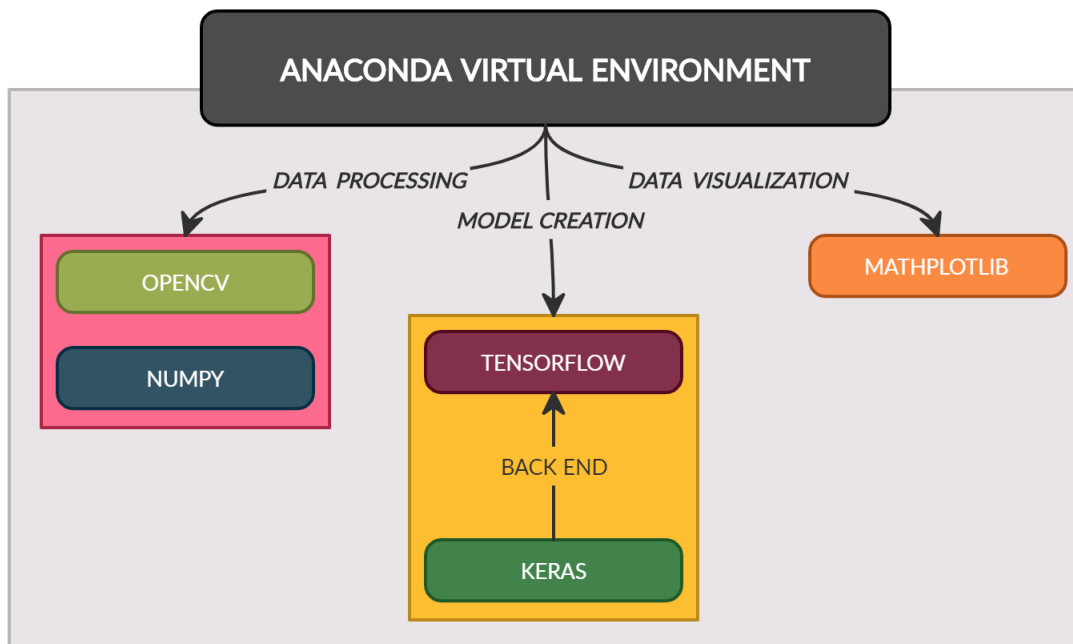 ANACONDA VIRTUAL ENVIRONMENT
DATA PROCESSING
DATA VISUALIZATION
MODEL CREATION
OPENCV
NUMPY
MATHPLOTLIB
TENSORFLOW
BACK END
KERAS